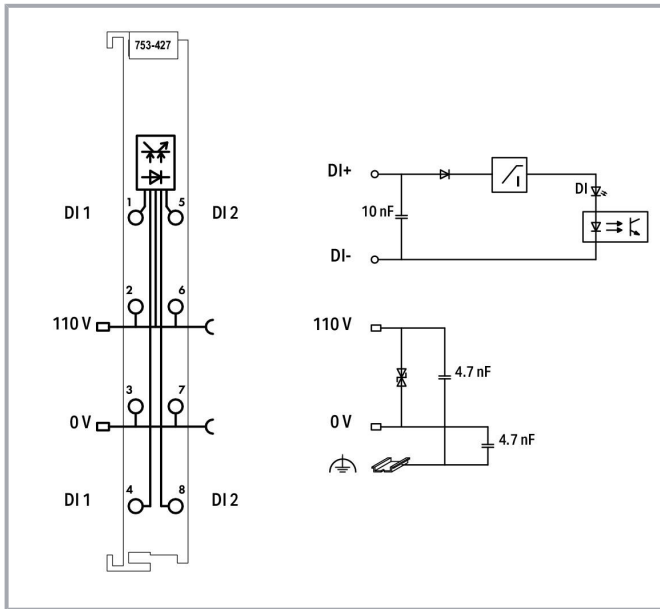 753-427
1 5
DI 1 DI 2
2 6
110 V
3 7
0 V
4 8
DI 1 DI 2
DI+
DI
10 nF
DI-
110 V
4.7 nF
0 V
4.7 nF